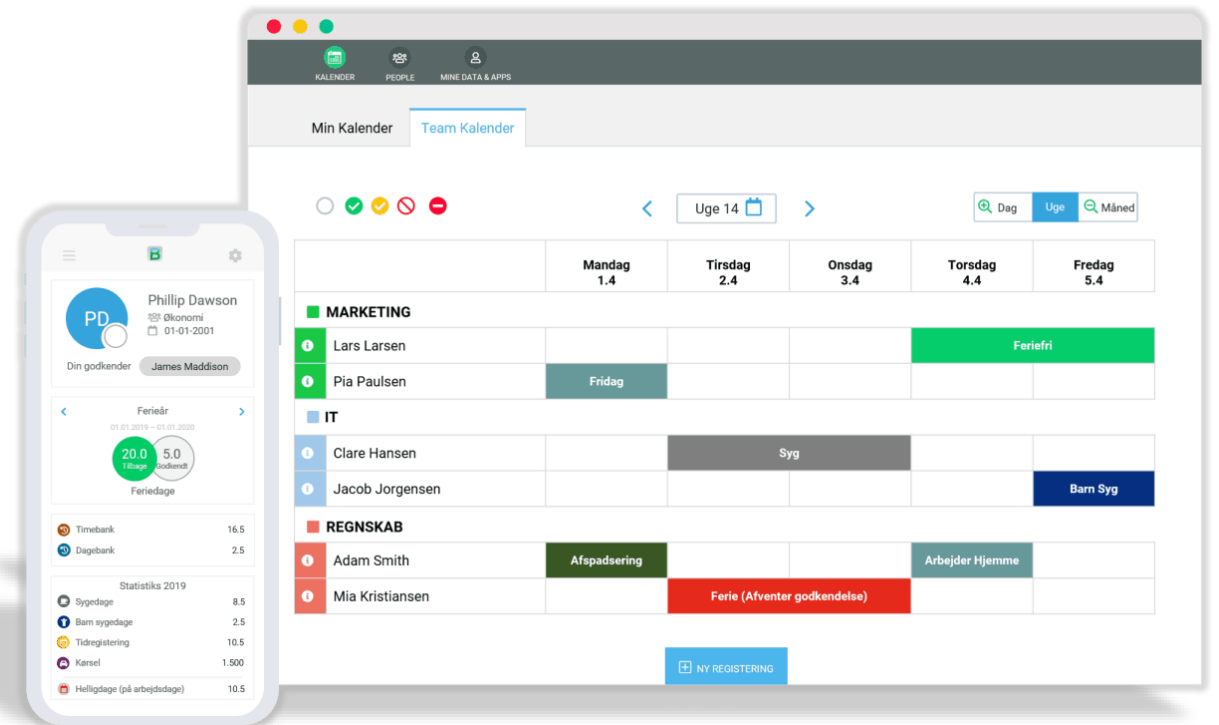 KALENDER
PEOPLE
MINE DATA & APPS
Min Kalender
Team Kalender
Uge 14
Dag
Uge
Måned
Mandag
1.4
Tirsdag
2.4
Onsdag
3.4
Torsdag
4.4
Fredag
5.4
MARKETING
Lars Larsen
Feriefri
Pia Paulsen
Fridag
IT
Clare Hansen
Syg
Jacob Jorgensen
Barn Syg
REGNSKAB
Adam Smith
Afspadsering
Arbejder Hjemme
Mia Kristiansen
Ferie (Afventer godkendelse)
NY REGISTERING
B
PD
Phillip Dawson
Økonomi
01-01-2001
Din godkender
James Maddison
Ferieår
01.01.2019 – 01.01.2020
20.0
Tilbage
5.0
Godkendt
Feriedage
Timebank 16.5
Dagebank 2.5
Statistiks 2019
Sygedage 8.5
Barn sygedage 2.5
Tidregistering 10.5
Kørsel 1.500
Helligdage (på arbejdsdage) 10.5